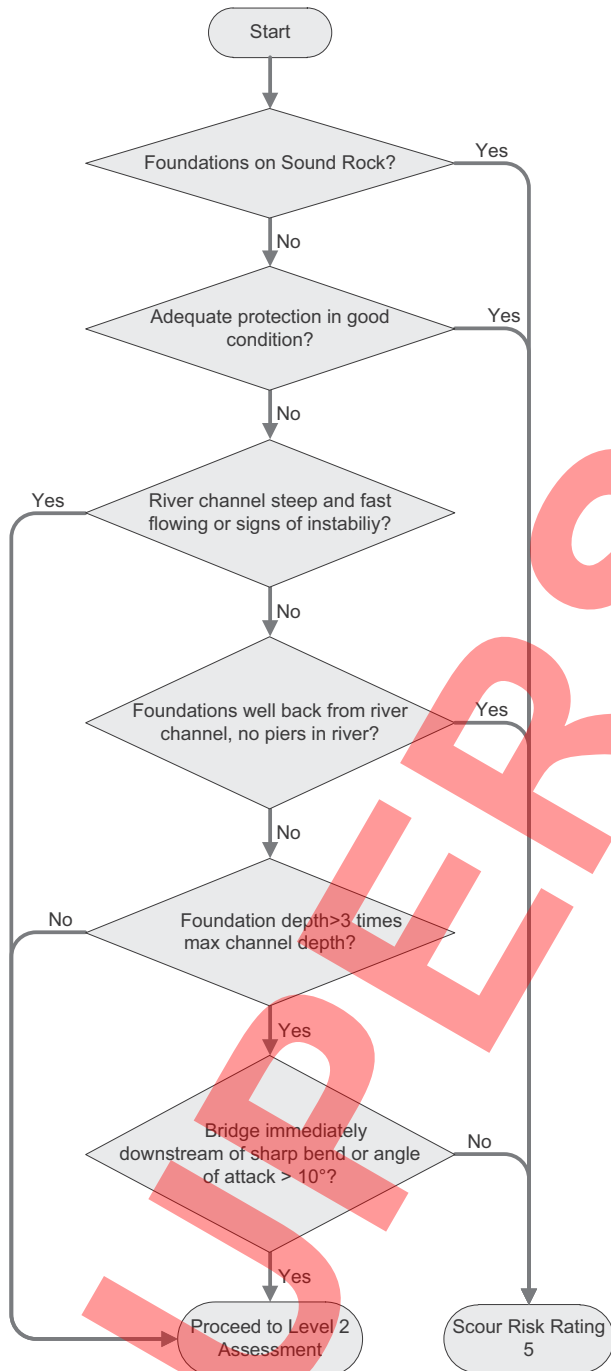 Start
Foundations on Sound Rock?
Yes
No
Adequate protection in good
condition?
Yes
No
Yes
River channel steep and fast
flowing or signs of instabiliy?
No
Foundations well back from river
channel, no piers in river?
Yes
No
No
Foundation depth>3 times
max channel depth?
Yes
Bridge immediately
downstream of sharp bend or angle
of attack > 10°?
No
Yes
Proceed to Level 2
Assessment
Scour Risk Rating
5
UPERS